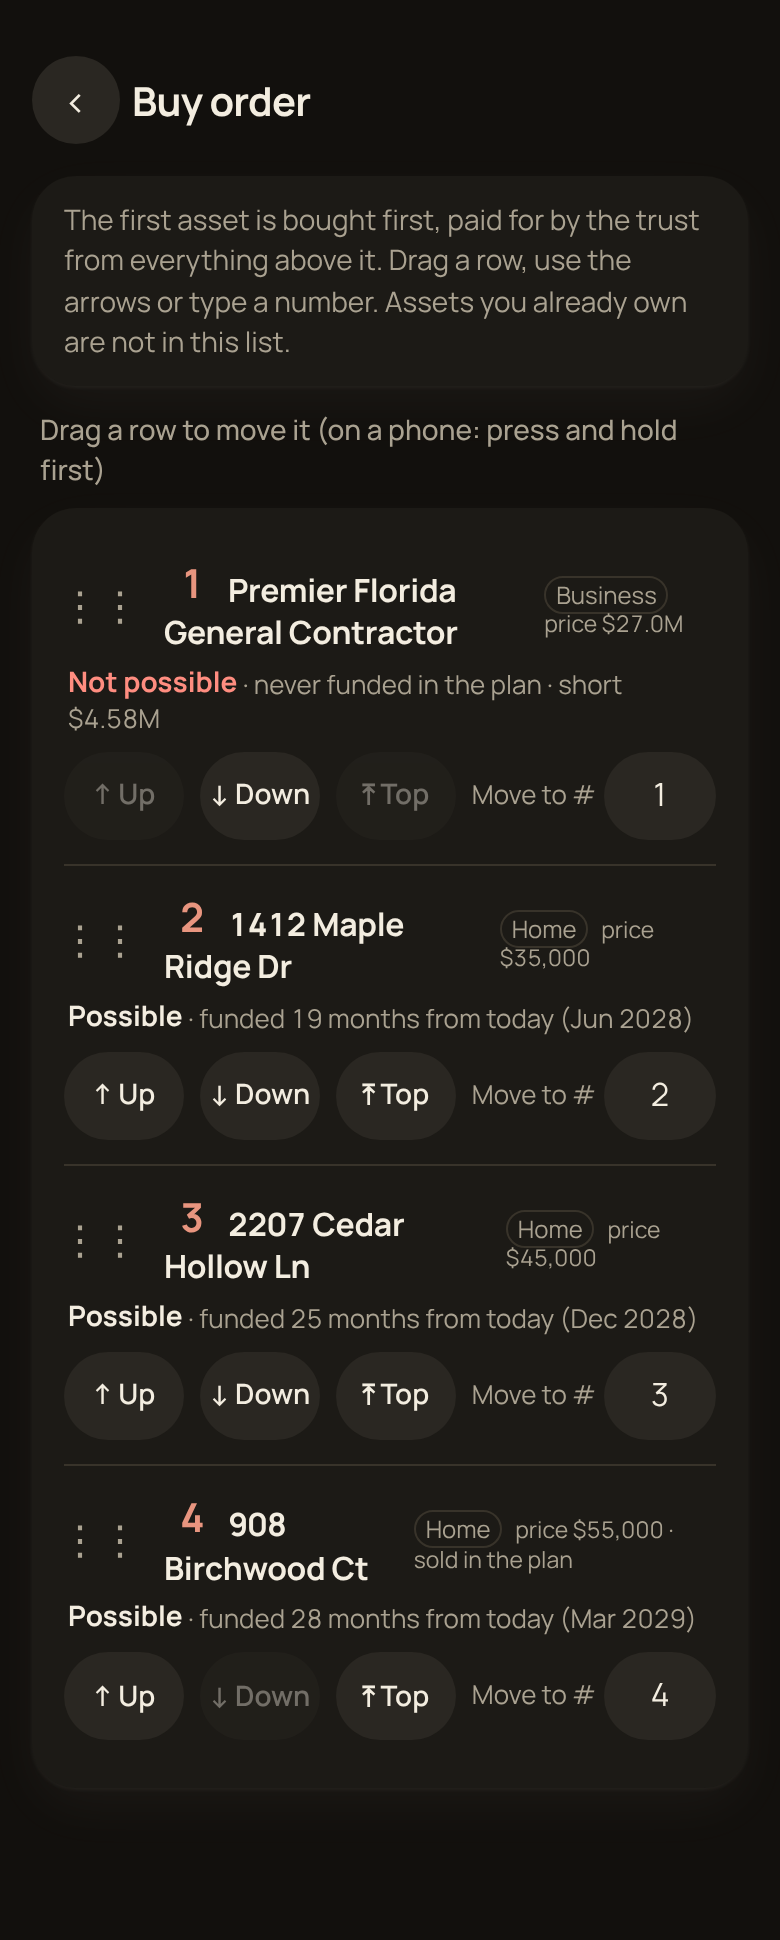 Buy order
The first asset is bought first, paid for by the trust
from everything above it. Drag a row, use the
arrows or type a number. Assets you already own
are not in this list.
Drag a row to move it (on a phone: press and hold
first)
1 Premier Florida
General Contractor
Business
price $27.0M
Not possible · never funded in the plan · short
$4.58M
↑ Up ↓ Down ⤒ Top Move to # 1
2 1412 Maple
Ridge Dr
Home price
$35,000
Possible · funded 19 months from today (Jun 2028)
↑ Up ↓ Down ⤒ Top Move to # 2
3 2207 Cedar
Hollow Ln
Home price
$45,000
Possible · funded 25 months from today (Dec 2028)
↑ Up ↓ Down ⤒ Top Move to # 3
4 908
Birchwood Ct
Home price $55,000 ·
sold in the plan
Possible · funded 28 months from today (Mar 2029)
↑ Up ↓ Down ⤒ Top Move to # 4